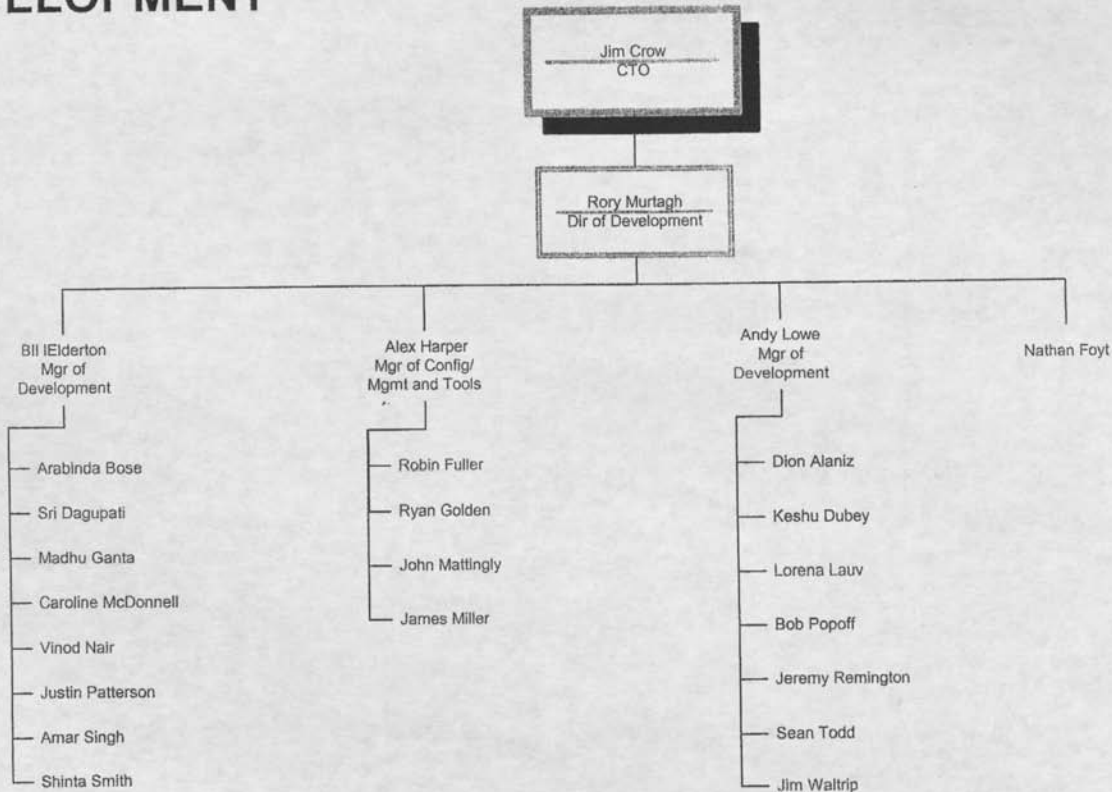 ELOPMENT
Jim Crow
CTO
Rory Murtagh
Dir of Development
Bll lElderton
Mgr of
Development
Arabinda Bose
Sri Dagupati
Madhu Ganta
Caroline McDonnell
Vinod Nair
Justin Patterson
Amar Singh
Shinta Smith
Alex Harper
Mgr of Config/
Mgmt and Tools
Robin Fuller
Ryan Golden
John Mattingly
James Miller
Andy Lowe
Mgr of
Development
Dion Alaniz
Keshu Dubey
Lorena Lauv
Bob Popoff
Jeremy Remington
Sean Todd
Jim Waltrip
Nathan Foyt